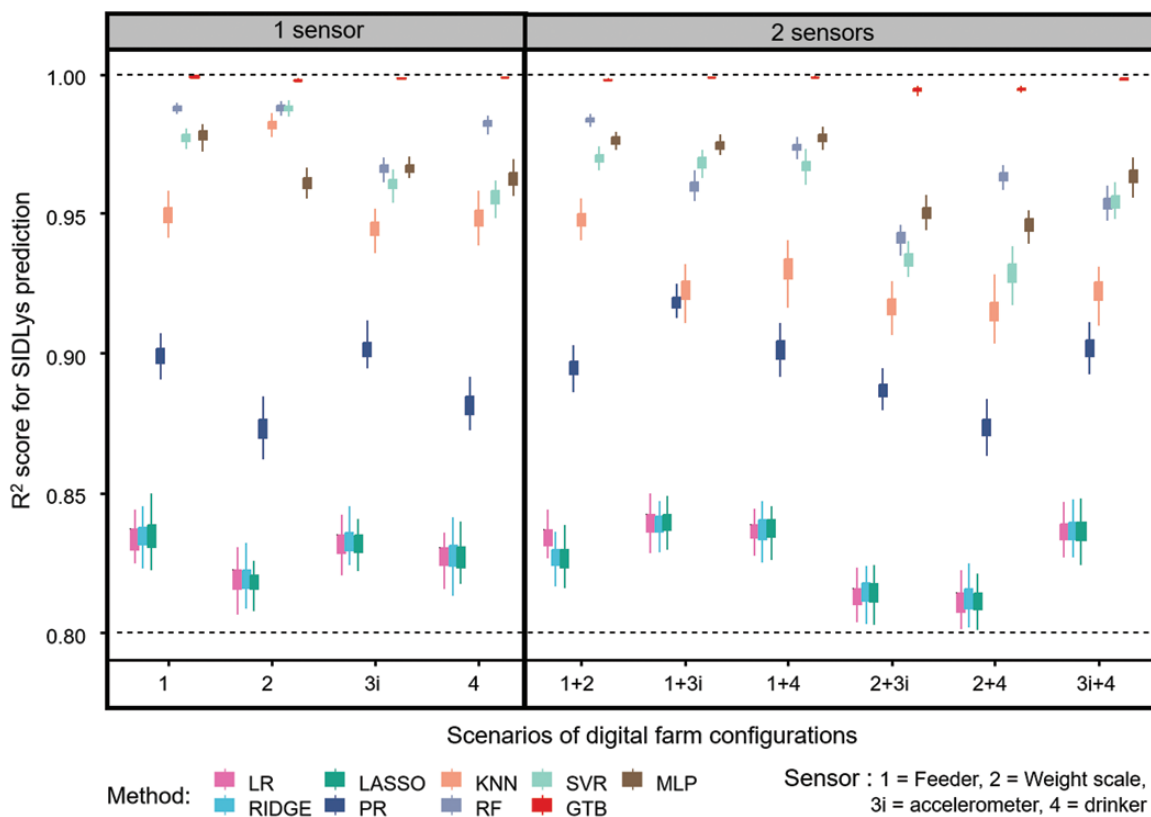 1 sensor
2 sensors
R² score for SIDLys prediction
1.00
0.95
0.90
0.85
0.80
1 2 3i 4 1+2 1+3i 1+4 2+3i 2+4 3i+4
Scenarios of digital farm configurations
Method: LR LASSO KNN SVR MLP
RIDGE PR RF GTB
Sensor : 1 = Feeder, 2 = Weight scale,
3i = accelerometer, 4 = drinker